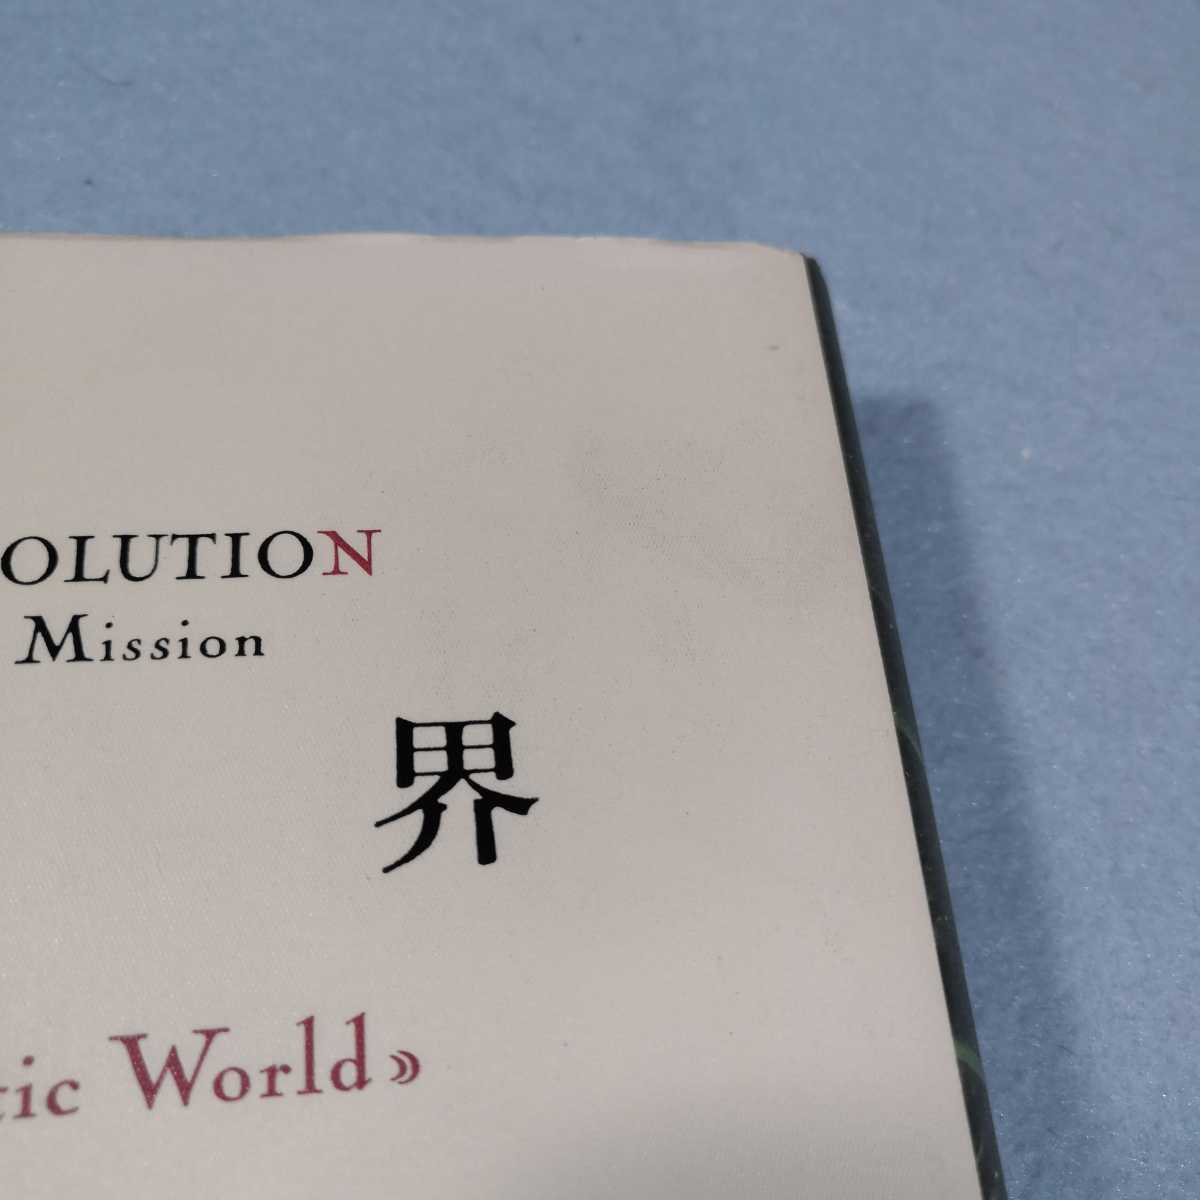 OLUTION
Mission
界
tic World»